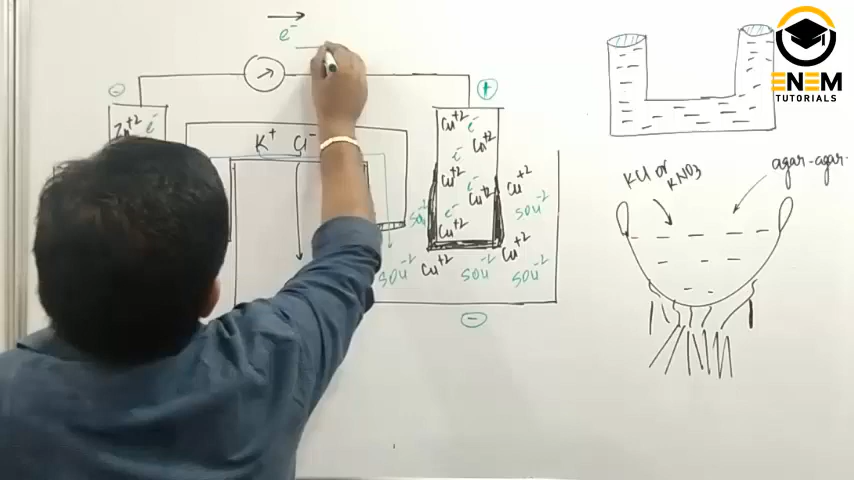 e⁻
⊖
⊕
Zn⁺² e⁻
K⁺ Cl⁻
Cu⁺² e⁻
Cu⁺²
e⁻
Cu⁺²
e⁻ Cu⁺²
e⁻
Cu⁺²
Cu⁺²
SO₄⁻²
SO₄⁻²
Cu⁺²
SO₄⁻² Cu⁺² SO₄⁻² SO₄⁻²
⊖
KCl or
KNO₃
agar-agar
ENEM
TUTORIALS